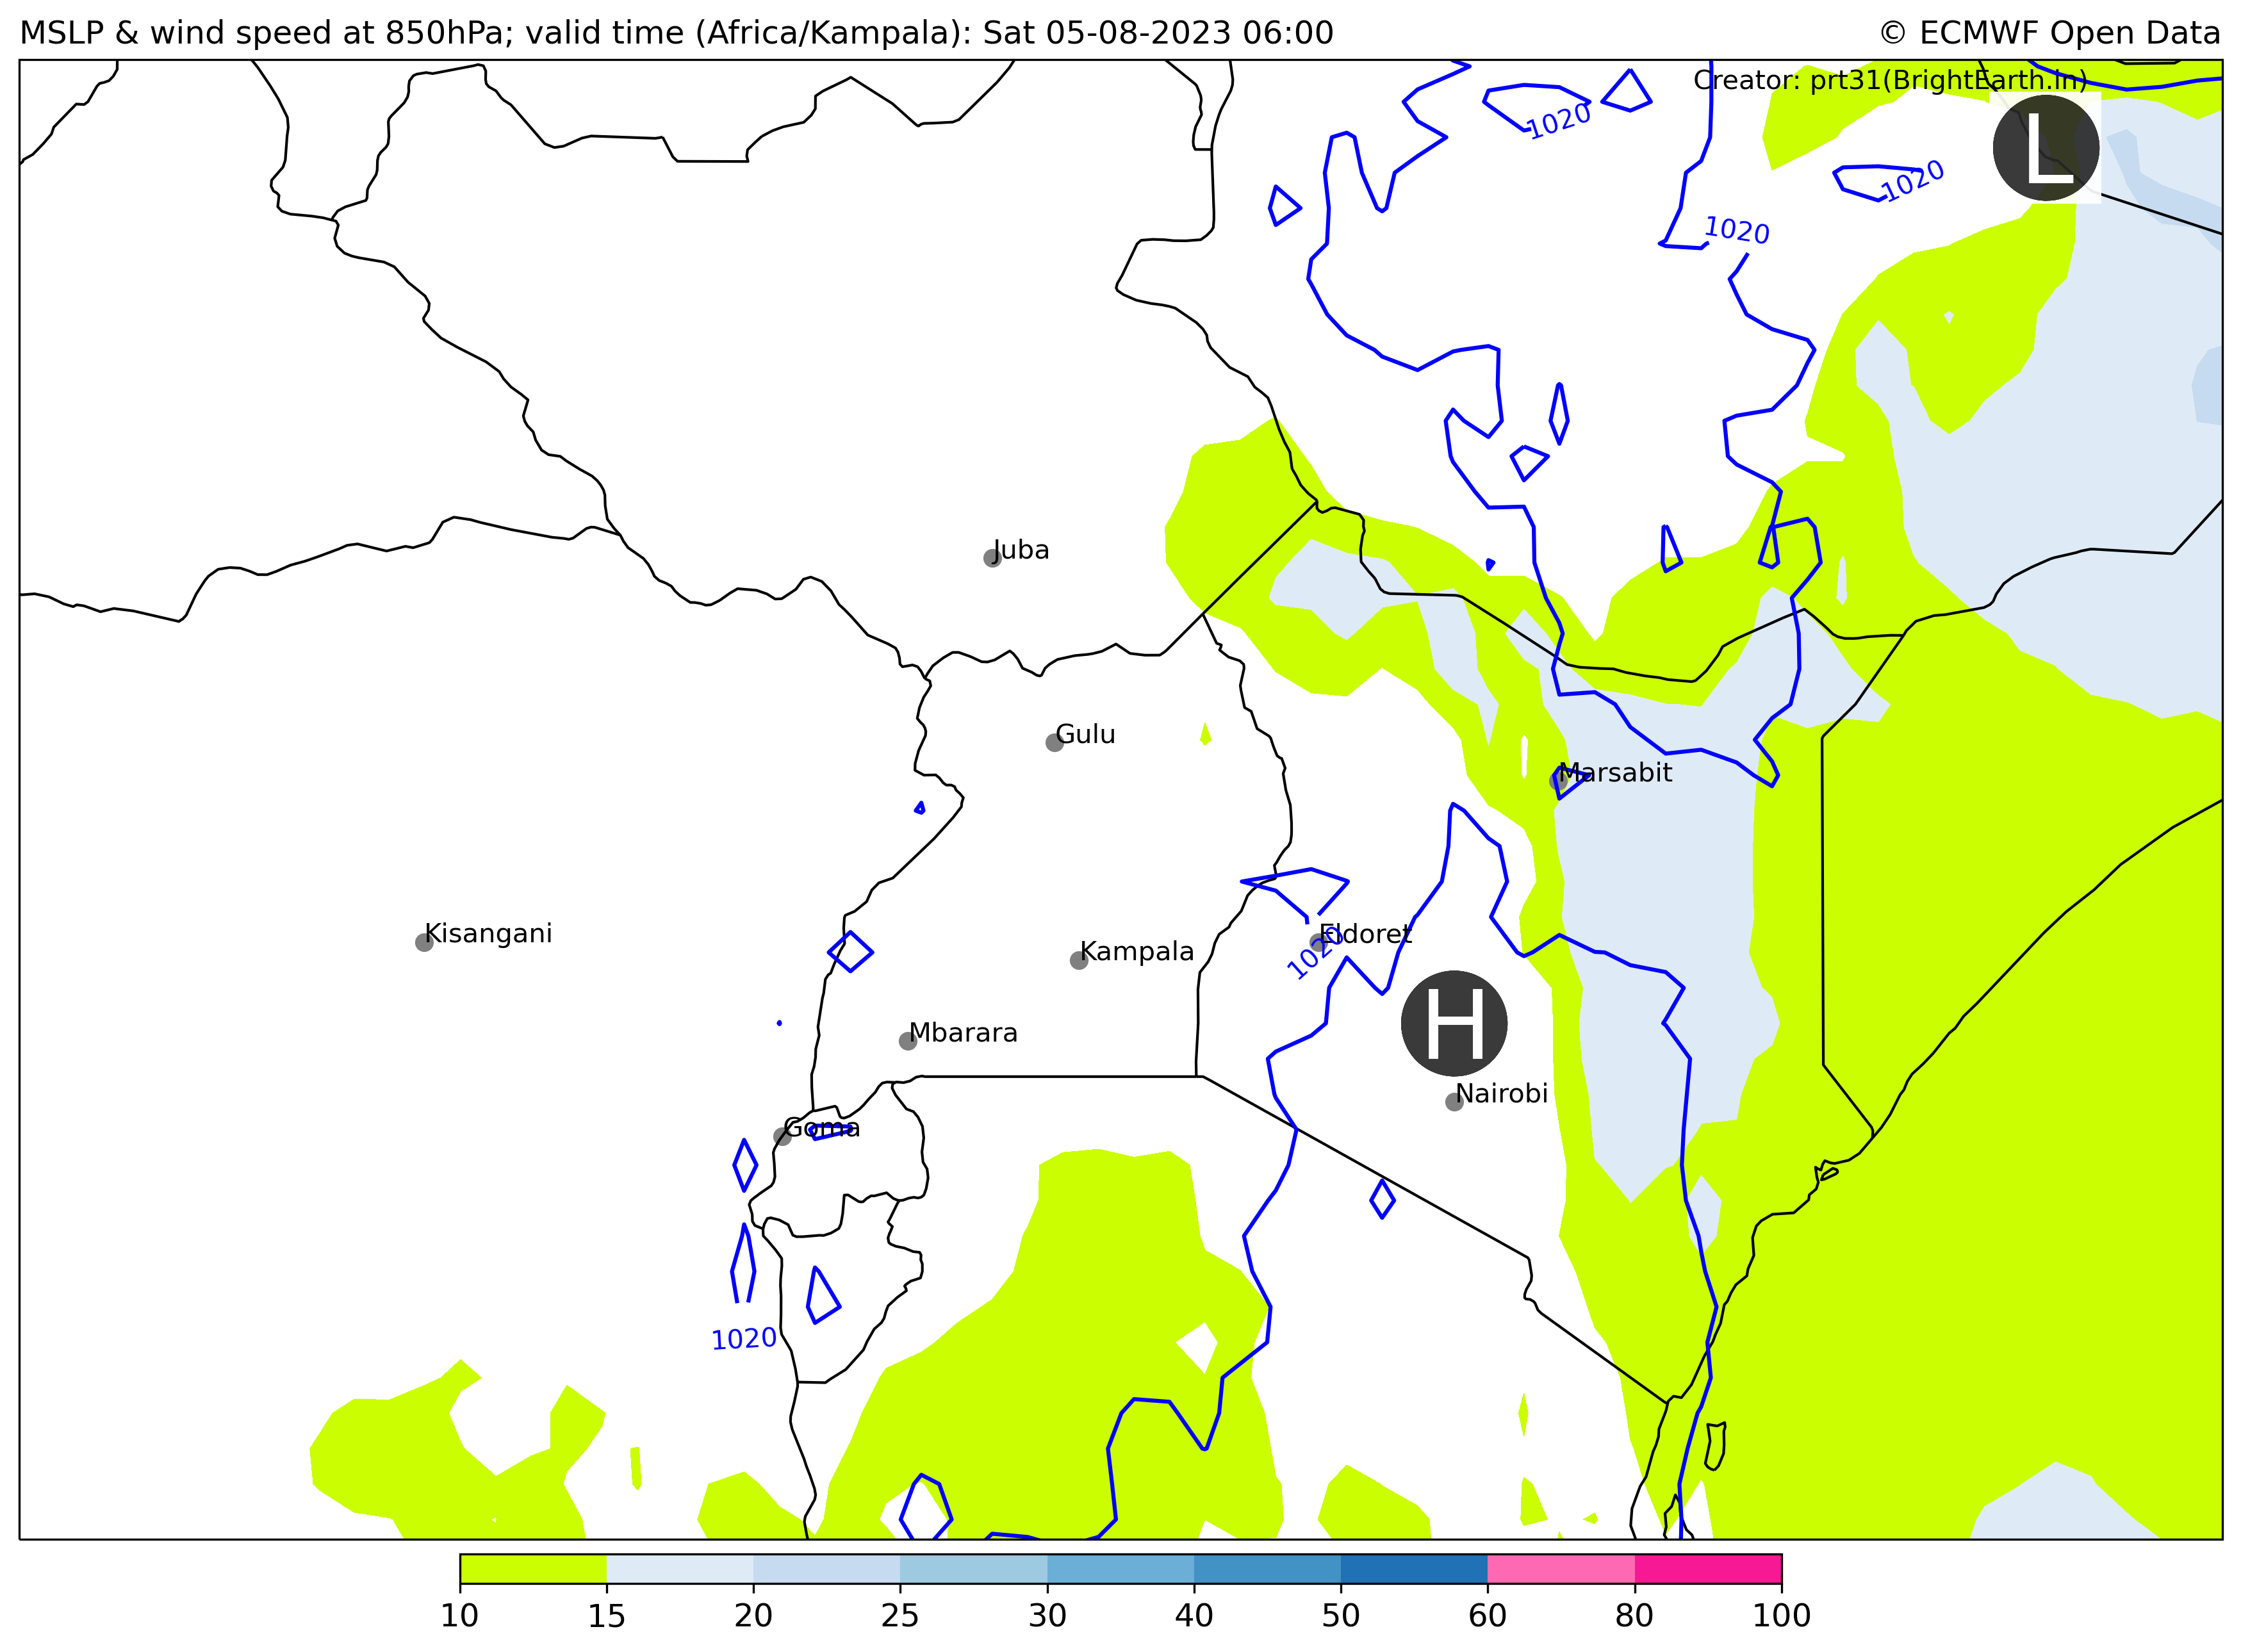 MSLP & wind speed at 850hPa; valid time (Africa/Kampala): Sat 05-08-2023 06:00
© ECMWF Open Data
Creator: prt31(BrightEarth.in)
1020
L
1020
1020
Juba
Gulu
Marsabit
Kisangani
Eldoret
Kampala
1020
H
Mbarara
Nairobi
Goma
1020
10 15 20 25 30 40 50 60 80 100